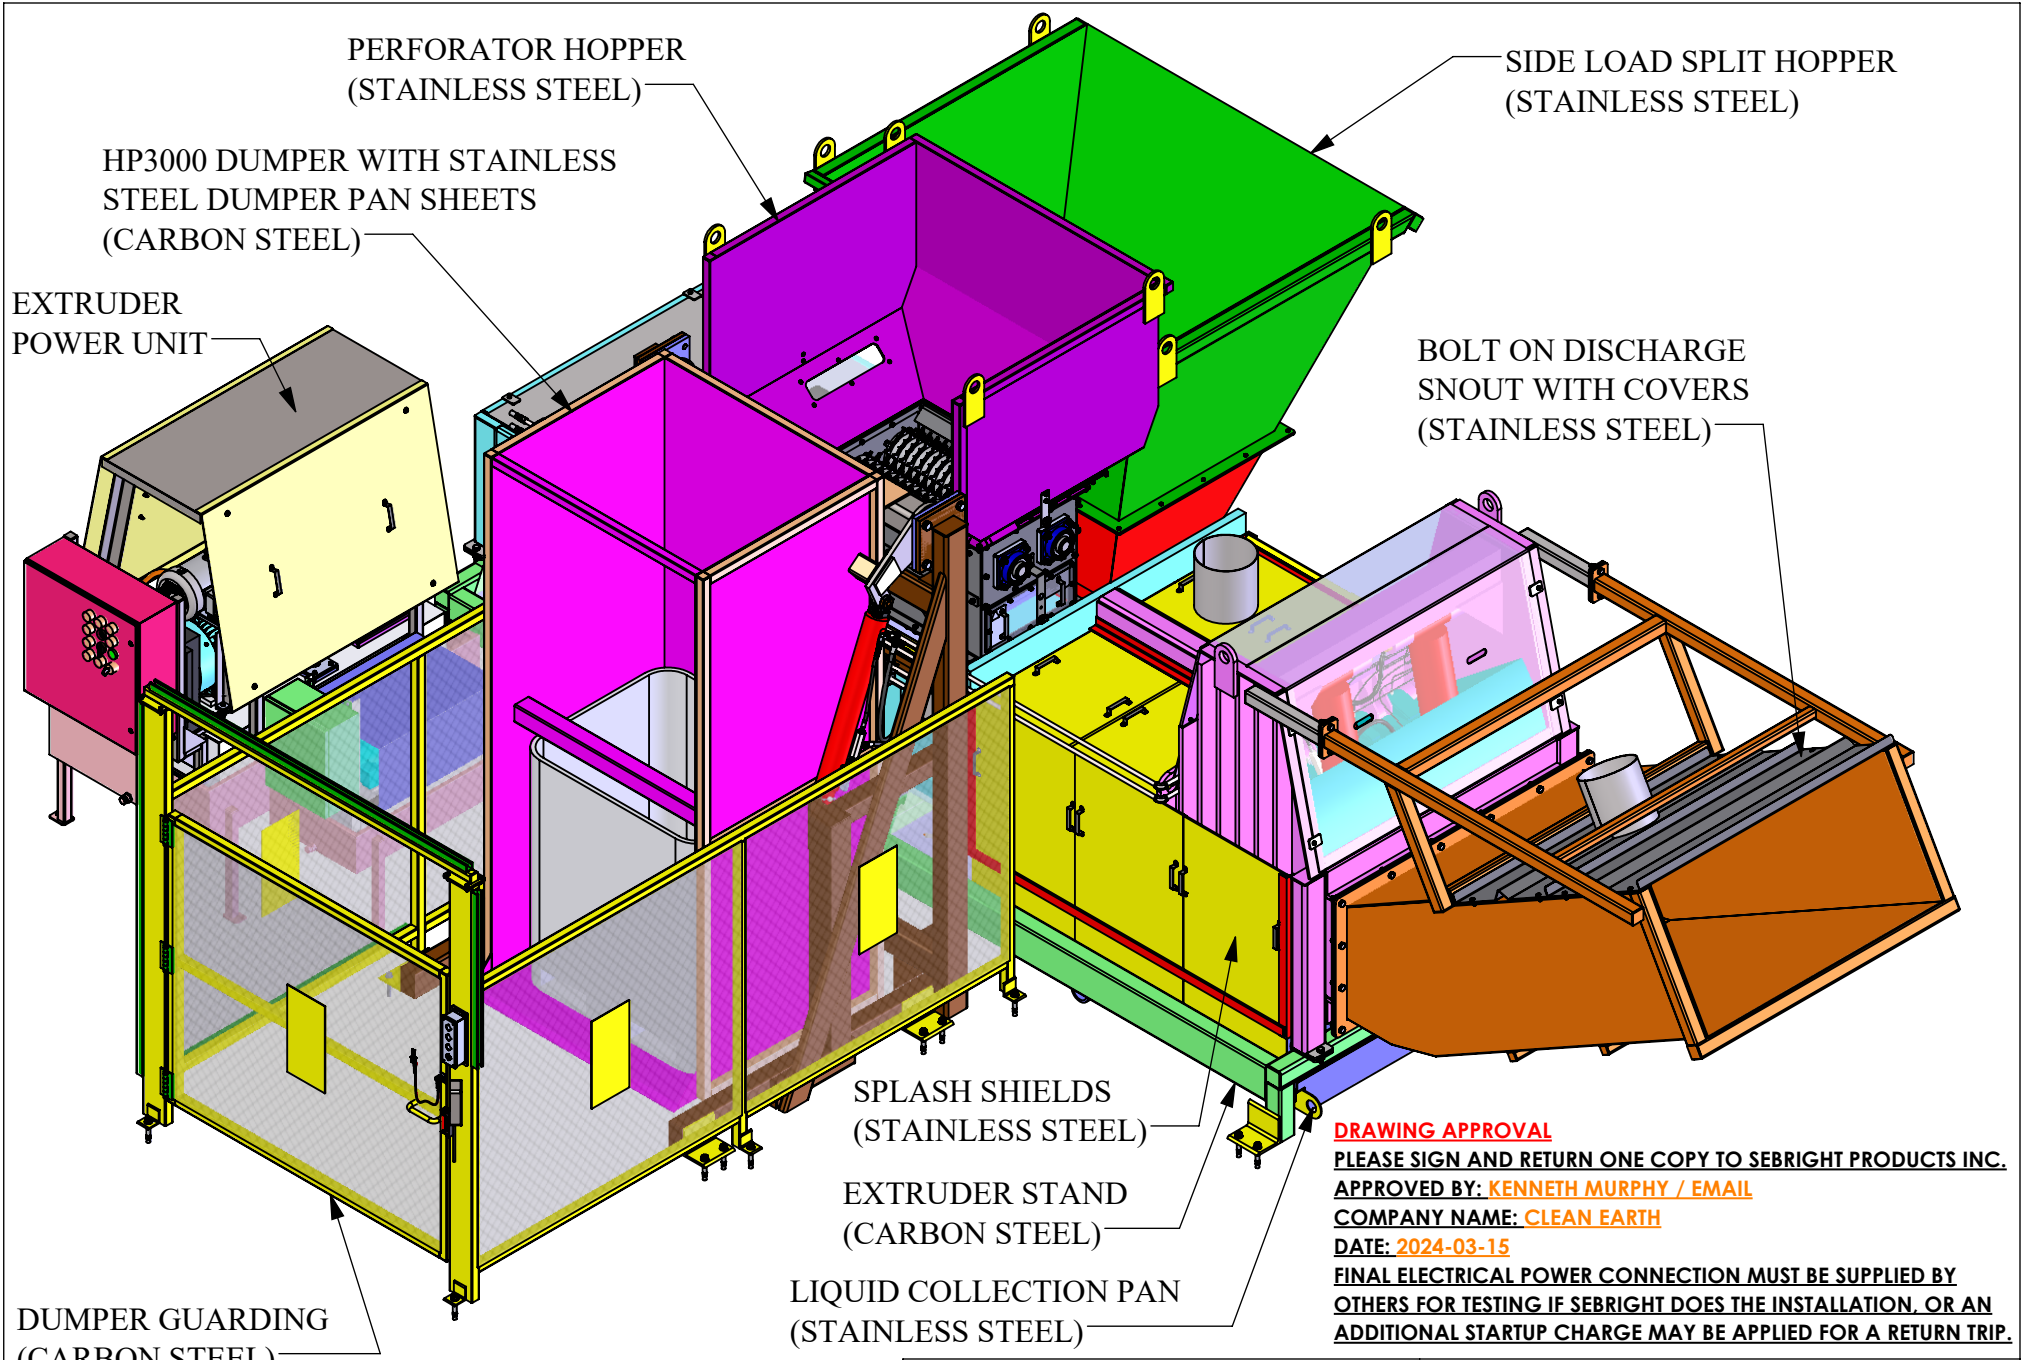 PERFORATOR HOPPER
(STAINLESS STEEL)
SIDE LOAD SPLIT HOPPER
(STAINLESS STEEL)
HP3000 DUMPER WITH STAINLESS
STEEL DUMPER PAN SHEETS
(CARBON STEEL)
EXTRUDER
POWER UNIT
BOLT ON DISCHARGE
SNOUT WITH COVERS
(STAINLESS STEEL)
SPLASH SHIELDS
(STAINLESS STEEL)
EXTRUDER STAND
(CARBON STEEL)
LIQUID COLLECTION PAN
(STAINLESS STEEL)
DUMPER GUARDING
(CARBON STEEL)
DRAWING APPROVAL
PLEASE SIGN AND RETURN ONE COPY TO SEBRIGHT PRODUCTS INC.
APPROVED BY: KENNETH MURPHY / EMAIL
COMPANY NAME: CLEAN EARTH
DATE: 2024-03-15
FINAL ELECTRICAL POWER CONNECTION MUST BE SUPPLIED BY
OTHERS FOR TESTING IF SEBRIGHT DOES THE INSTALLATION, OR AN
ADDITIONAL STARTUP CHARGE MAY BE APPLIED FOR A RETURN TRIP.